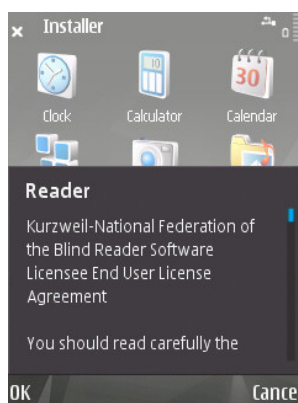 Installer
10
30
Clock
Calculator
Calendar
Reader
Kurzweil-National Federation of
the Blind Reader Software
Licensee End User License
Agreement
You should read carefully the
OK
Cance